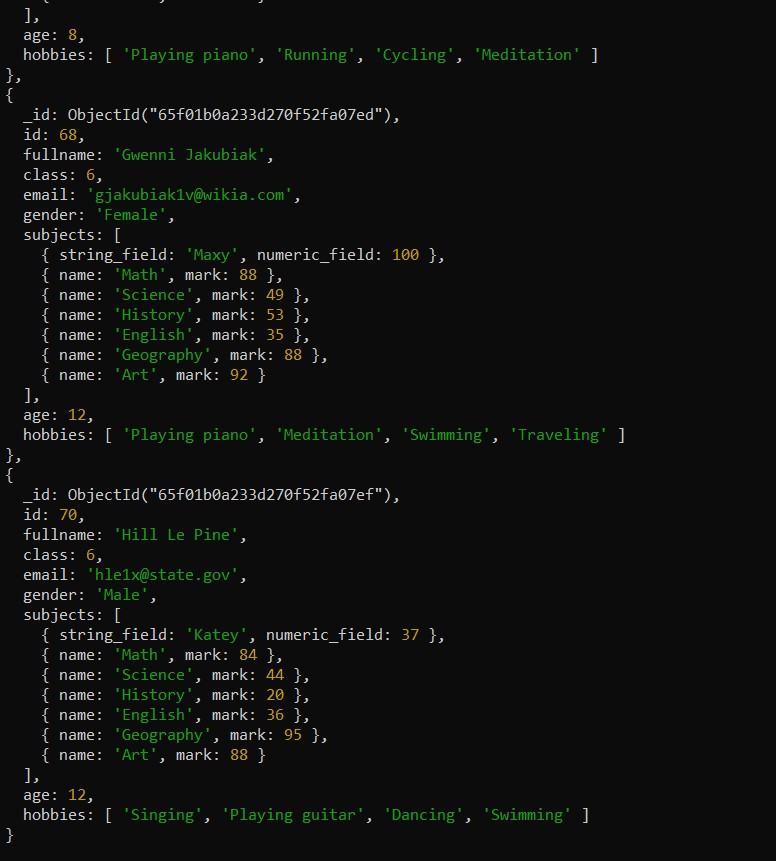 ],
age: 8,
hobbies: [ 'Playing piano', 'Running', 'Cycling', 'Meditation' ]
},
{
_id: ObjectId("65f01b0a233d270f52fa07ed"),
id: 68,
fullname: 'Gwenni Jakubiak',
class: 6,
email: 'gjakubiak1v@wikia.com',
gender: 'Female',
subjects: [
{ string_field: 'Maxy', numeric_field: 100 },
{ name: 'Math', mark: 88 },
{ name: 'Science', mark: 49 },
{ name: 'History', mark: 53 },
{ name: 'English', mark: 35 },
{ name: 'Geography', mark: 88 },
{ name: 'Art', mark: 92 }
],
age: 12,
hobbies: [ 'Playing piano', 'Meditation', 'Swimming', 'Traveling' ]
},
{
_id: ObjectId("65f01b0a233d270f52fa07ef"),
id: 70,
fullname: 'Hill Le Pine',
class: 6,
email: 'hle1x@state.gov',
gender: 'Male',
subjects: [
{ string_field: 'Katey', numeric_field: 37 },
{ name: 'Math', mark: 84 },
{ name: 'Science', mark: 44 },
{ name: 'History', mark: 20 },
{ name: 'English', mark: 36 },
{ name: 'Geography', mark: 95 },
{ name: 'Art', mark: 88 }
],
age: 12,
hobbies: [ 'Singing', 'Playing guitar', 'Dancing', 'Swimming' ]
}